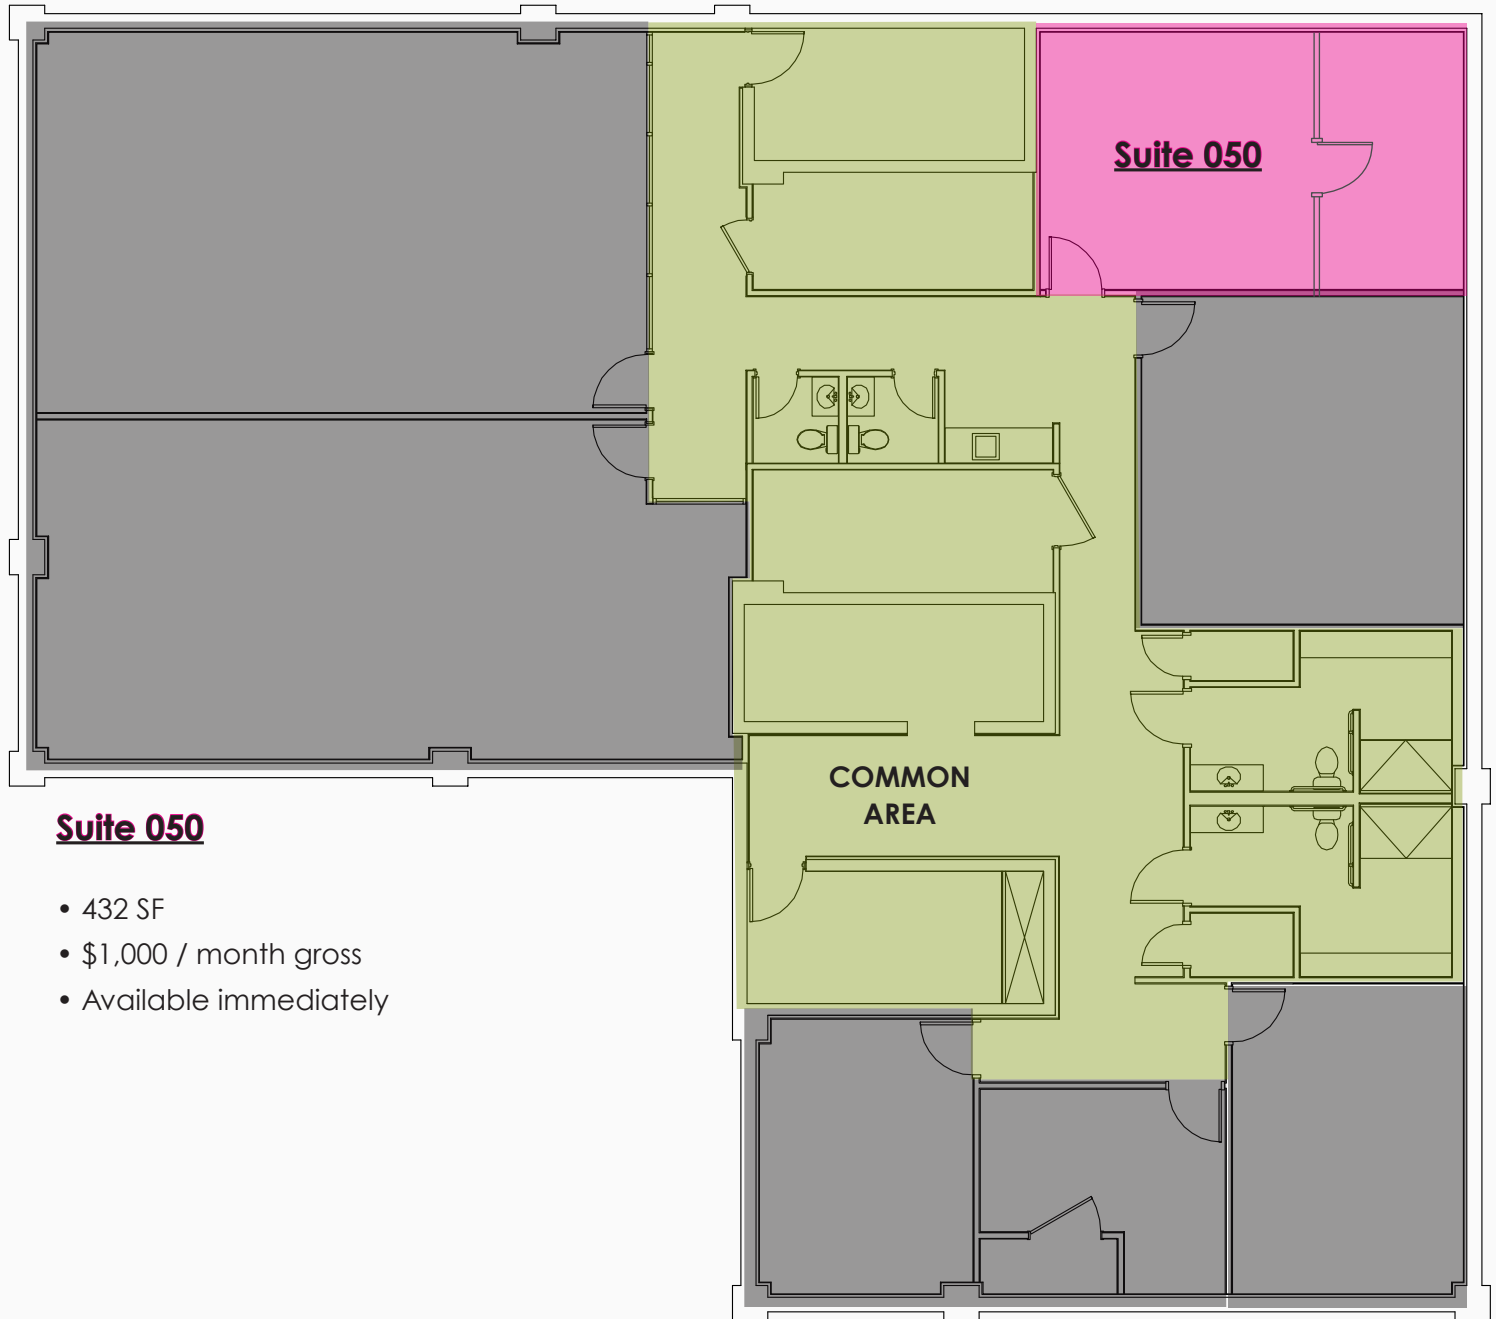 Suite 050
COMMON
AREA
Suite 050
• 432 SF
• $1,000 / month gross
• Available immediately